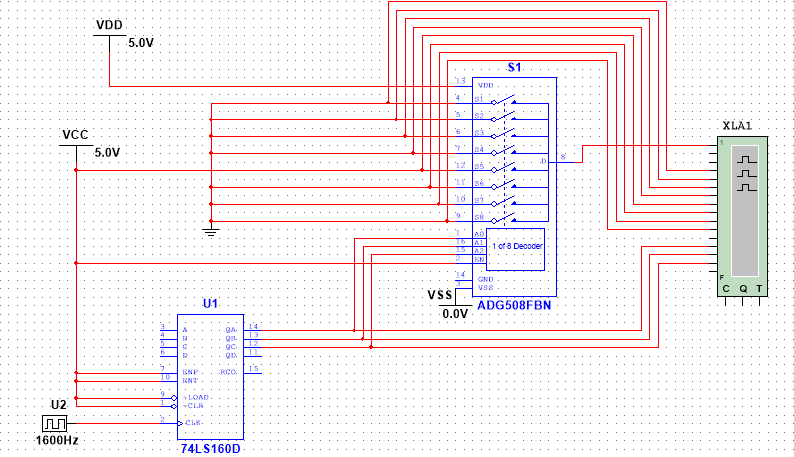 VDD
5.0V
VCC
5.0V
S1
13 VDD
4 S1
5 S2
6 S3
7 S4
12 S5
11 S6
10 S7
9 S8
D 8
1 A0
16 A1
15 A2
2 EN
1 of 8 Decoder
14 GND
3 VSS
ADG508FBN
VSS
0.0V
XLA1
1
F
C Q T
U1
3 A QA 14
4 B QB 13
5 C QC 12
6 D QD 11
7 ENP RCO 15
10 ENT
9 ~LOAD
1 ~CLR
2 CLK
74LS160D
U2
1600Hz